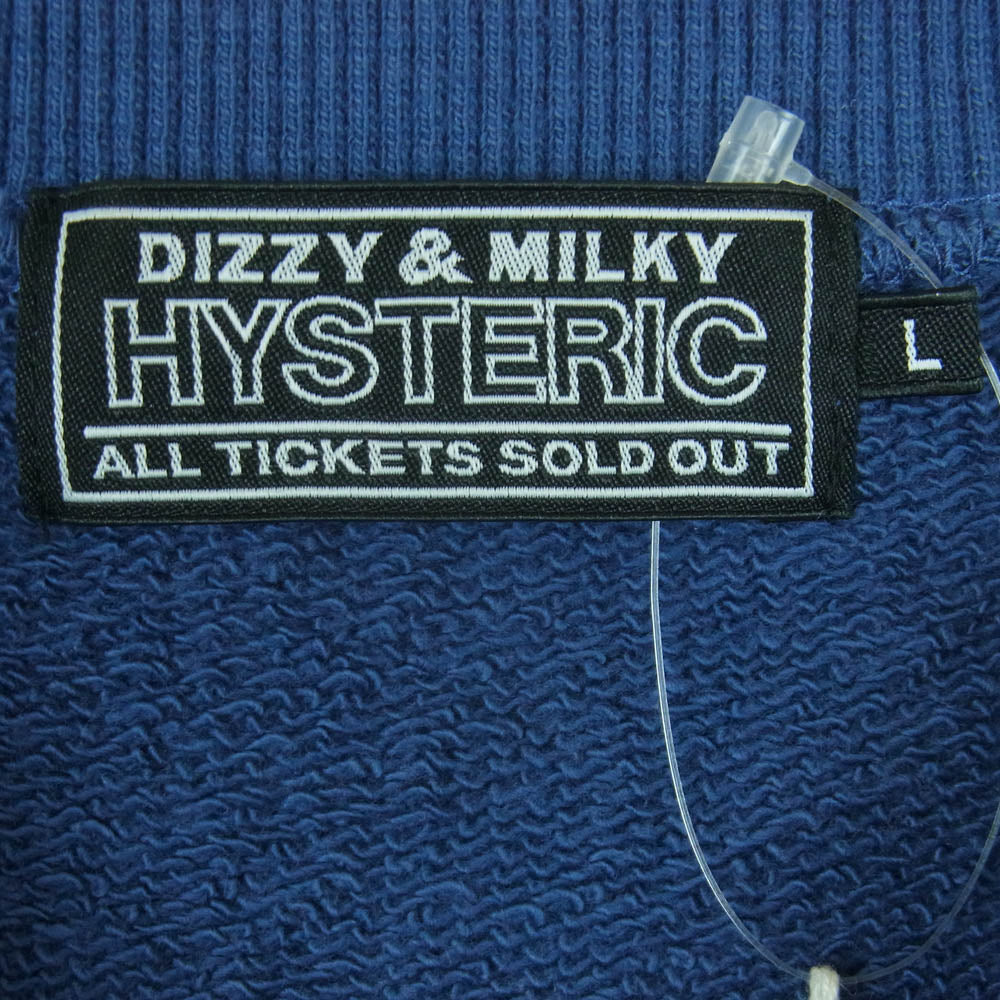 DIZZY & MILKY
HYSTERIC
ALL TICKETS SOLD OUT
L